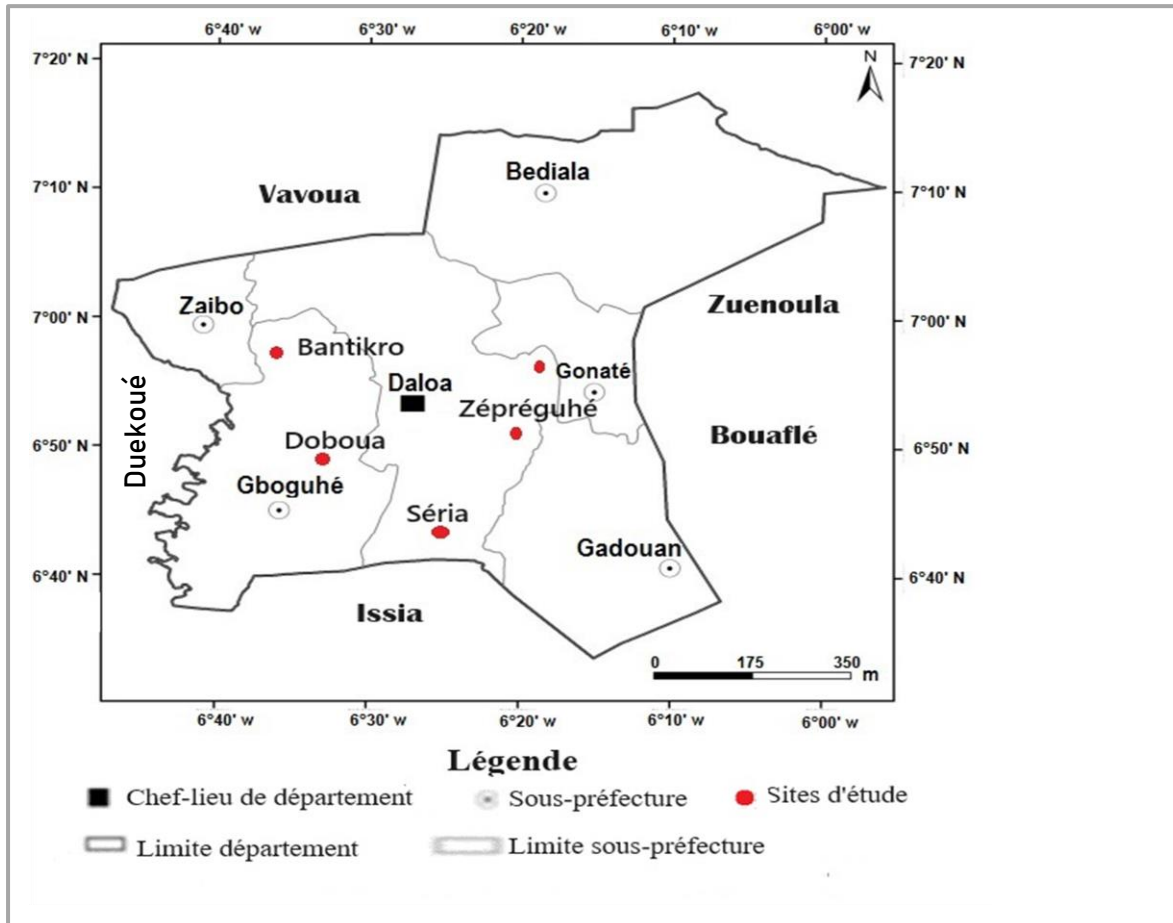 6°40' w 6°30' w 6°20' w 6°10' w 6°00' w
7°20' N 7°20' N
N
Bediala
7°10' N 7°10' N
Vavoua
Zaibo
Zuenoula
7°00' N 7°00' N
Bantikro
Gonaté
Daloa
Zépréguhé
Duekoué
Bouaflé
6°50' N 6°50' N
Doboua
Gboguhé
Séria
Gadouan
6°40' N 6°40' N
Issia
0 175 350 m
6°40' w 6°30' w 6°20' w 6°10' w 6°00' w
Légende
Chef-lieu de département Sous-préfecture Sites d'étude
Limite département Limite sous-préfecture